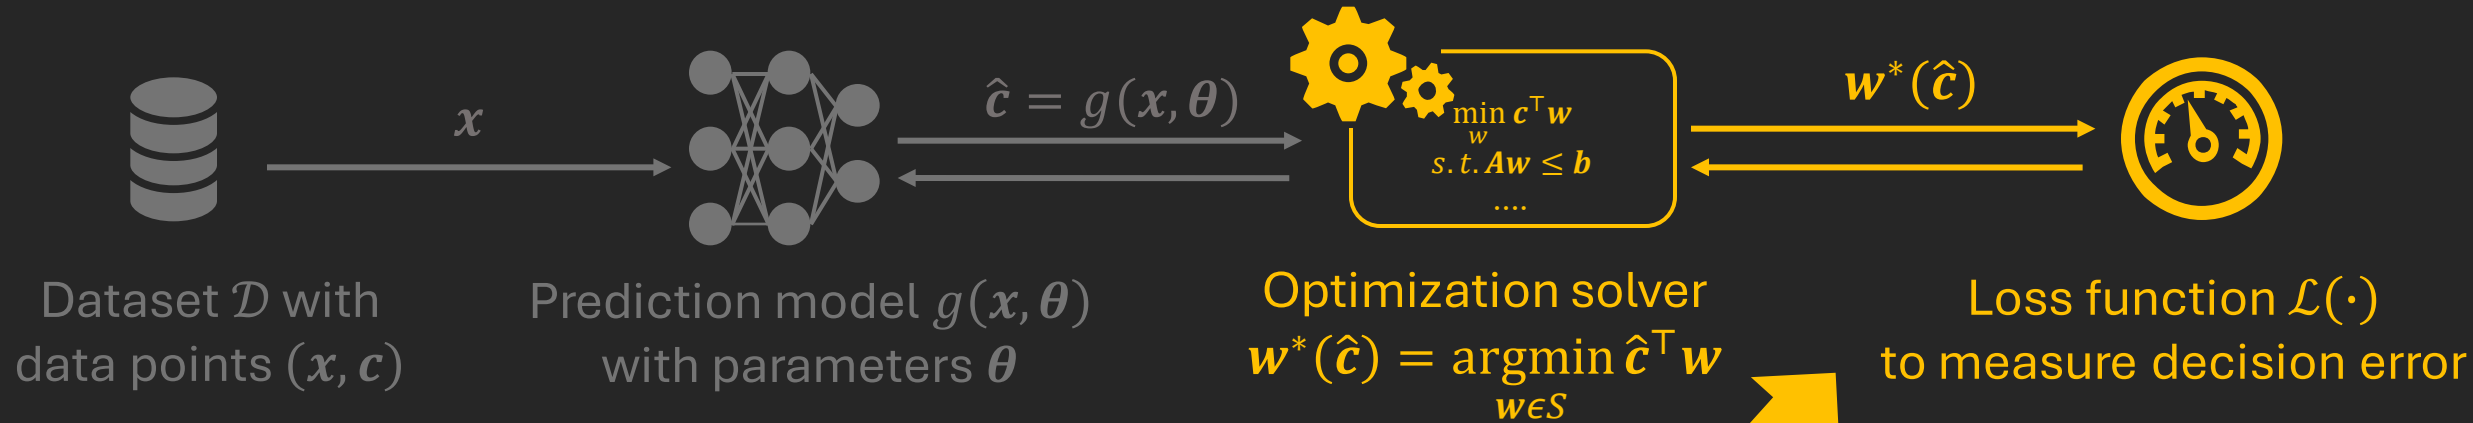 x
ĉ = g(x, θ)
min c⊤w
w
s.t. Aw ≤ b
....
w*(ĉ)
Dataset 𝒟 with
data points (x, c)
Prediction model g(x, θ)
with parameters θ
Optimization solver
w*(ĉ) = argmin ĉ⊤w
wϵS
Loss function ℒ(·)
to measure decision error